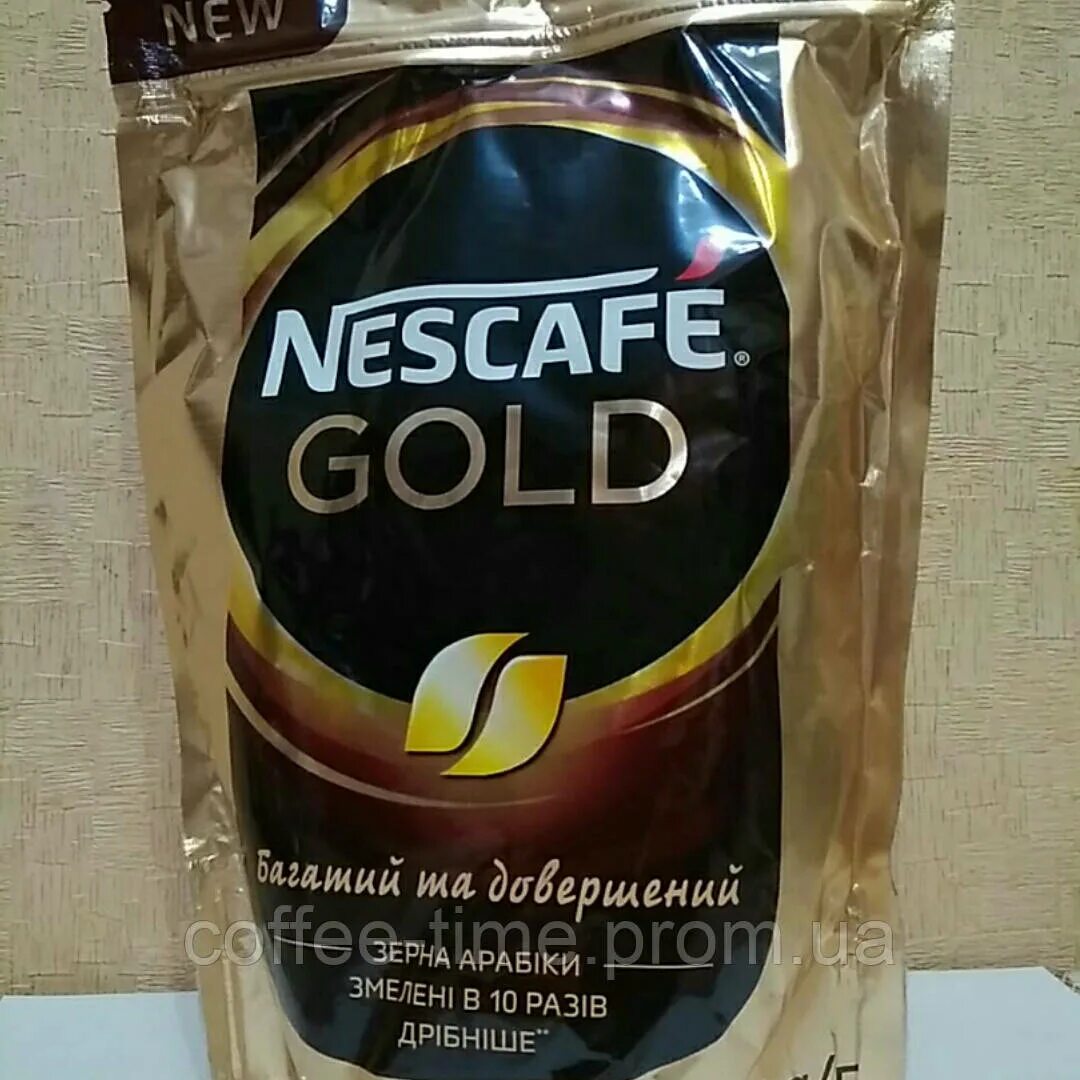 NEW
NESCAFÉ®
GOLD
Багатий та довершений
coffee-time.prom.ua
ЗЕРНА АРАБІКИ
ЗМЕЛЕНІ В 10 РАЗІВ
ДРІБНІШЕ**